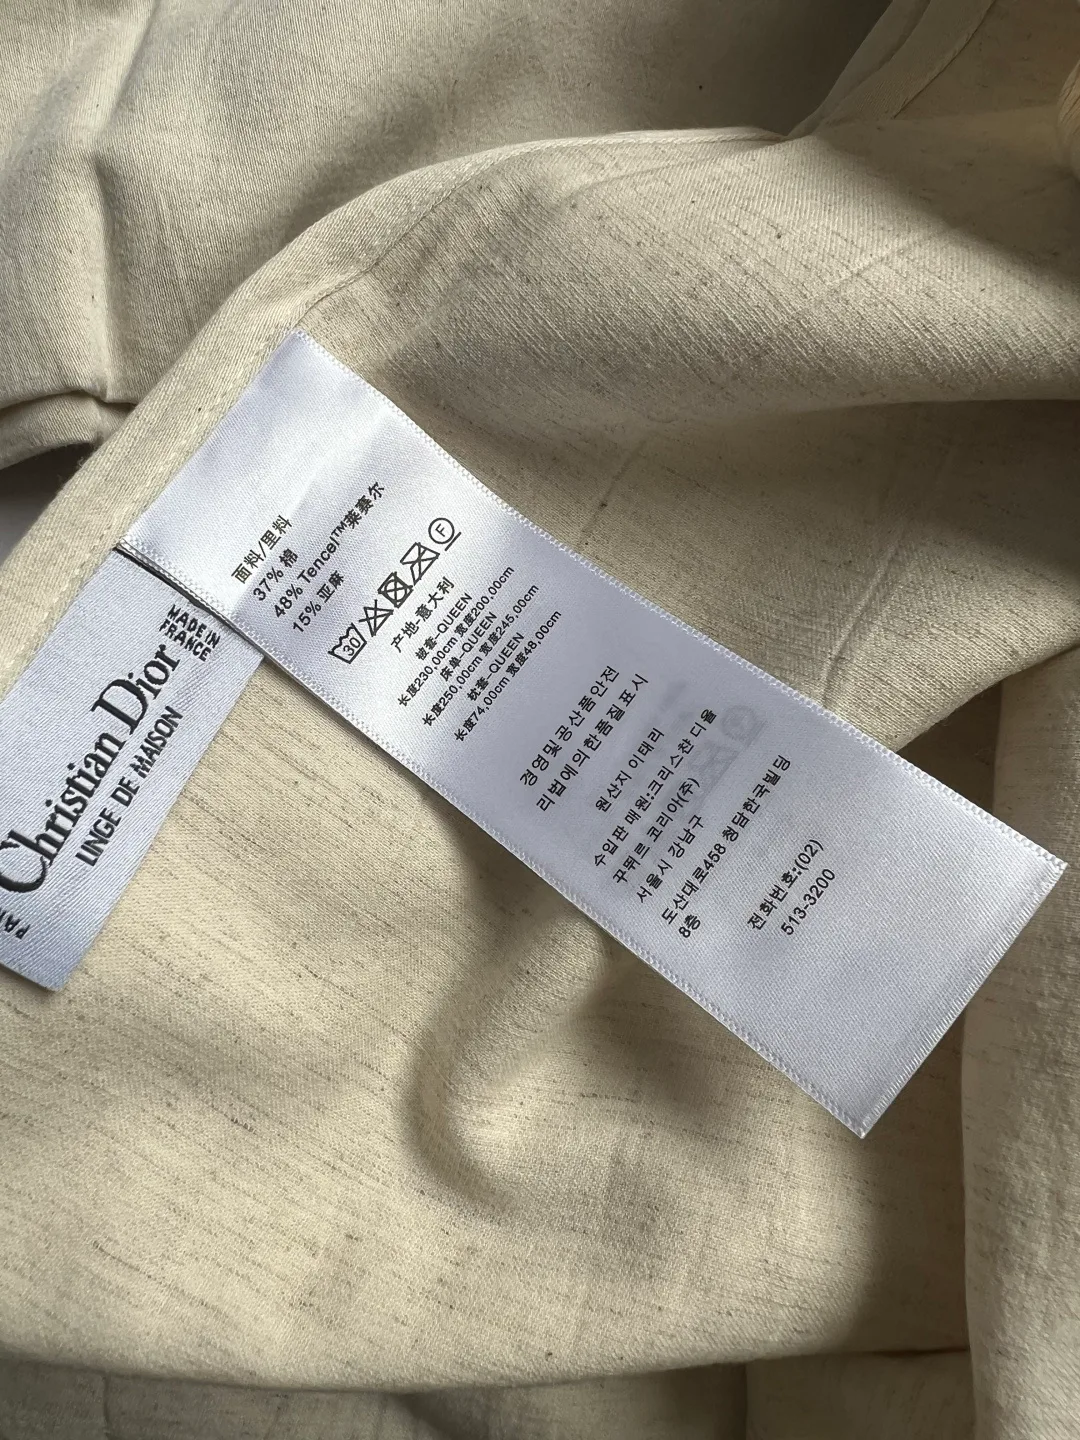 面料/里料
37% 棉
48% Tencel™莱赛尔
15% 亚麻
30
F
产地-意大利
被套-QUEEN
长度230,00cm 宽度200,00cm
床单-QUEEN
长度250,00cm 宽度245,00cm
枕套-QUEEN
长度74,00cm 宽度48,00cm
경영및공산품안전
리법에의한품질표시
원산지 이태리
수입판매원:크리스챤 디올
꾸뛰르 코리아(주)
서울시 강남구
도산대로458 청담한국빌딩
8층
전화번호:(02)
513-3200
MADE IN
FRANCE
Christian Dior
LINGE DE MAISON